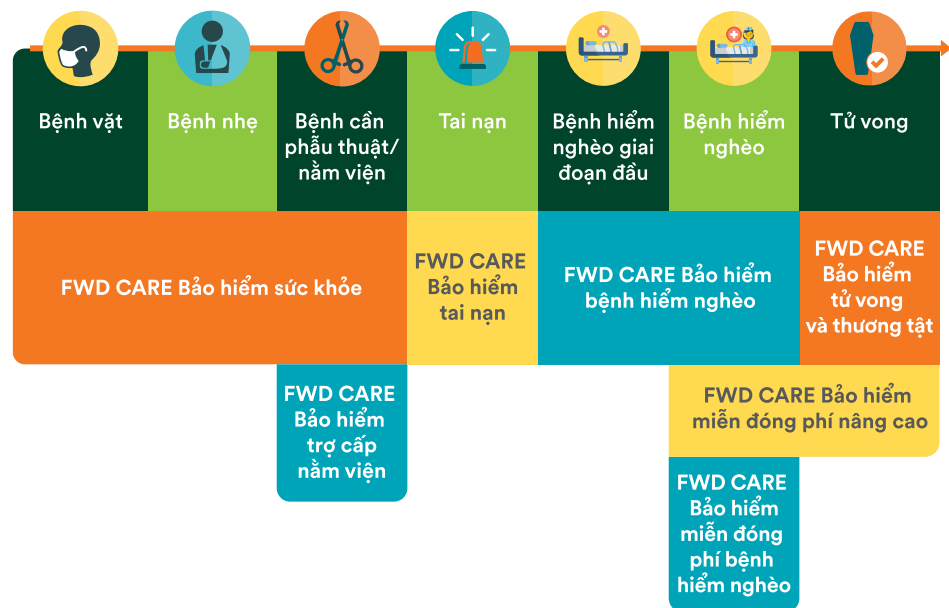 Bệnh vặt
Bệnh nhẹ
Bệnh cần
phẫu thuật/
nằm viện
Tai nạn
Bệnh hiểm
nghèo giai
đoạn đầu
Bệnh hiểm
nghèo
Tử vong
FWD CARE Bảo hiểm sức khỏe
FWD CARE
Bảo hiểm
tai nạn
FWD CARE Bảo hiểm
bệnh hiểm nghèo
FWD CARE
Bảo hiểm
tử vong
và thương tật
FWD CARE
Bảo hiểm
trợ cấp
nằm viện
FWD CARE Bảo hiểm
miễn đóng phí nâng cao
FWD CARE
Bảo hiểm
miễn đóng
phí bệnh
hiểm nghèo